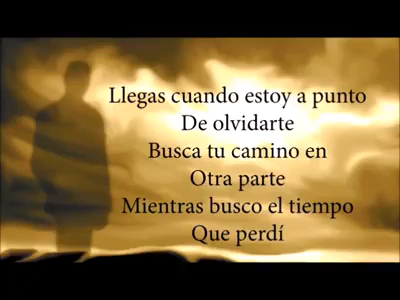 Llegas cuando estoy a punto
De olvidarte
Busca tu camino en
Otra parte
Mientras busco el tiempo
Que perdí